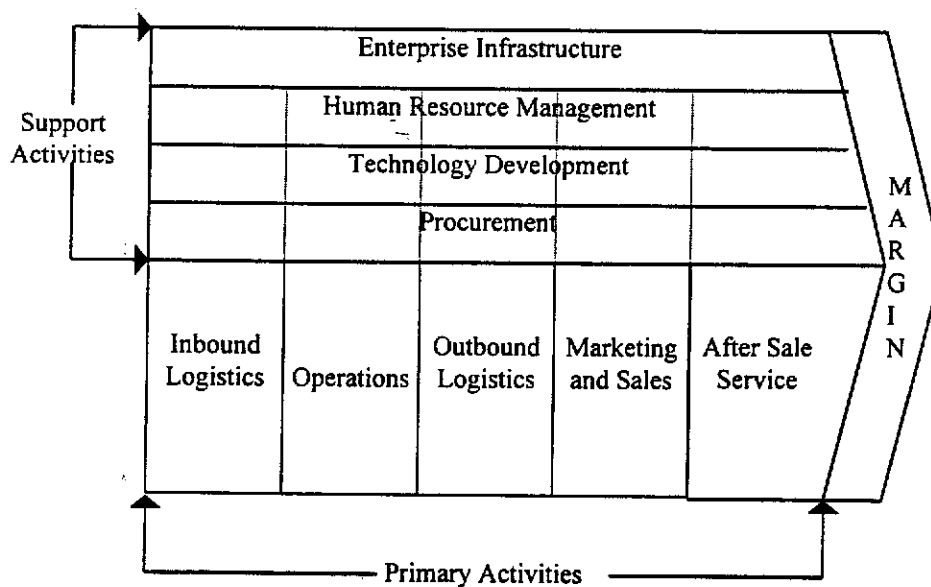 Enterprise Infrastructure
Human Resource Management
Support
Activities
Technology Development
Procurement
MARGIN
Inbound
Logistics
Operations
Outbound
Logistics
Marketing
and Sales
After Sale
Service
Primary Activities